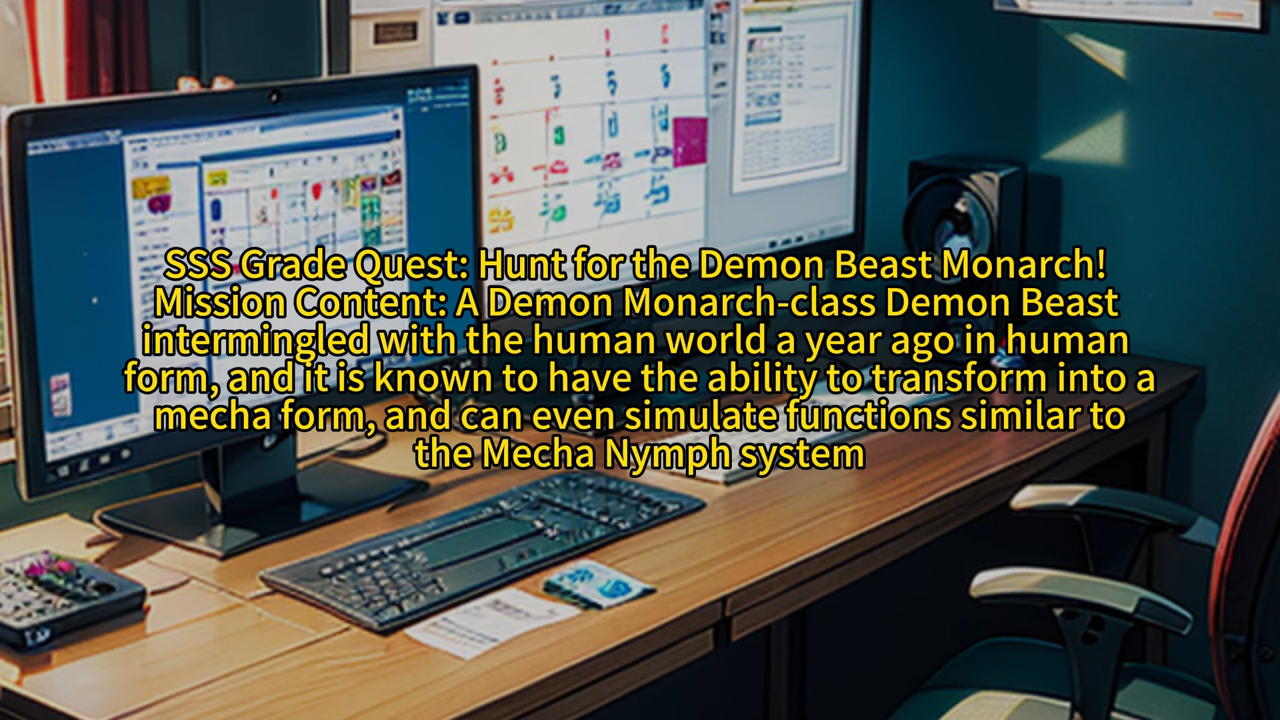 SSS Grade Quest: Hunt for the Demon Beast Monarch!
Mission Content: A Demon Monarch-class Demon Beast
intermingled with the human world a year ago in human
form, and it is known to have the ability to transform into a
mecha form, and can even simulate functions similar to
the Mecha Nymph system